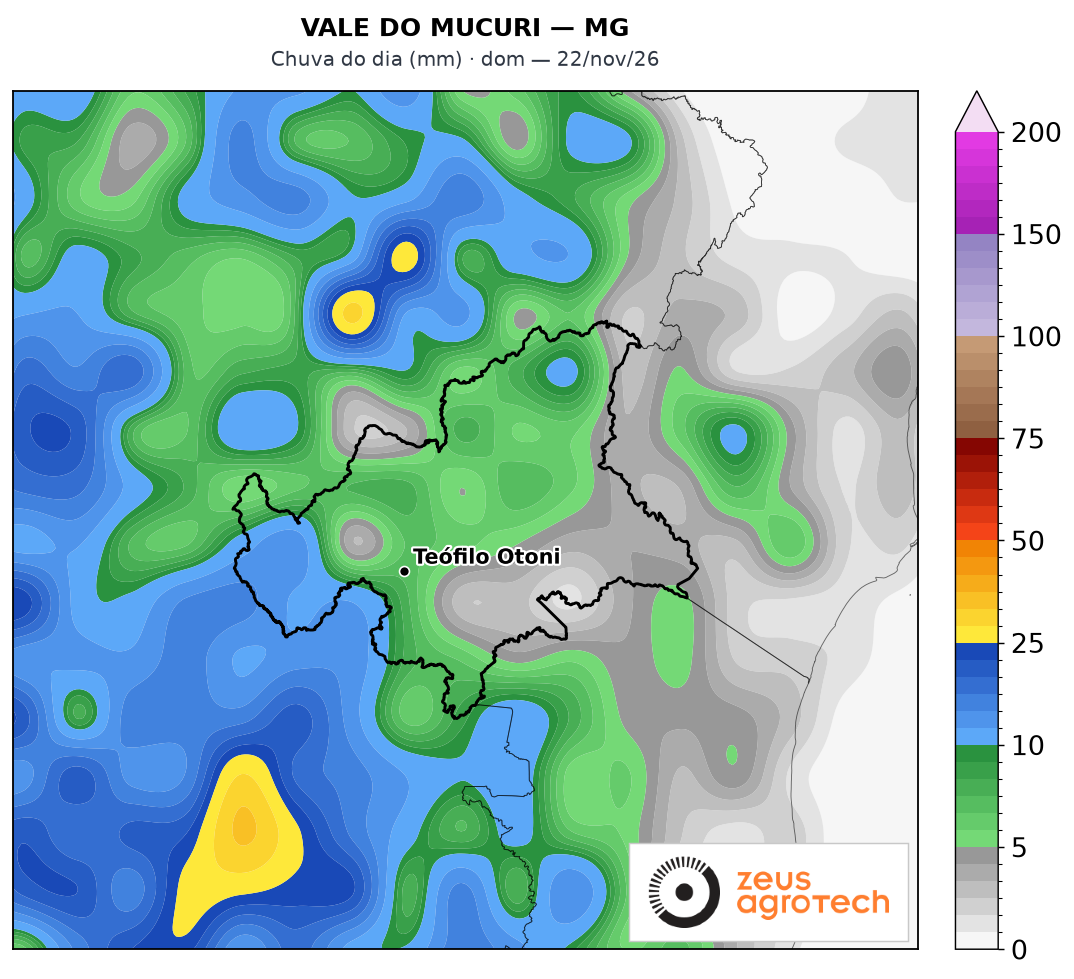 VALE DO MUCURI — MG
Chuva do dia (mm) · dom — 22/nov/26
200
150
100
75
50
25
10
5
0
Teófilo Otoni
zeus
agrotech